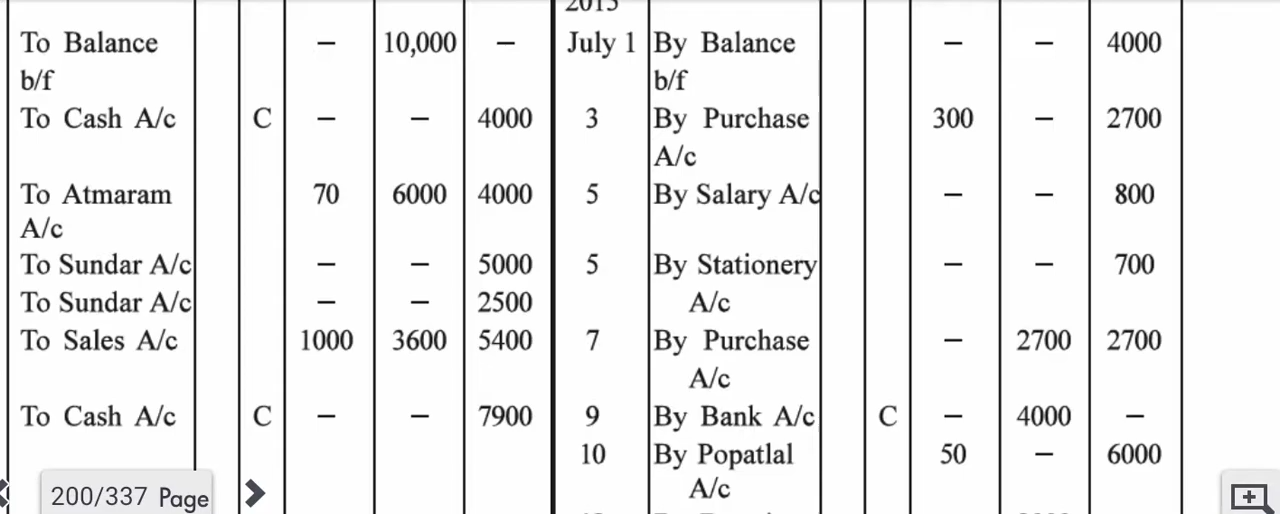 2015
To Balance – 10,000 – July 1 By Balance – – 4000
b/f b/f
To Cash A/c C – – 4000 3 By Purchase 300 – 2700
A/c
To Atmaram 70 6000 4000 5 By Salary A/c – – 800
A/c
To Sundar A/c – – 5000 5 By Stationery – – 700
To Sundar A/c – – 2500 A/c
To Sales A/c 1000 3600 5400 7 By Purchase – 2700 2700
A/c
To Cash A/c C – – 7900 9 By Bank A/c C – 4000 –
10 By Popatlal 50 – 6000
200/337 Page A/c